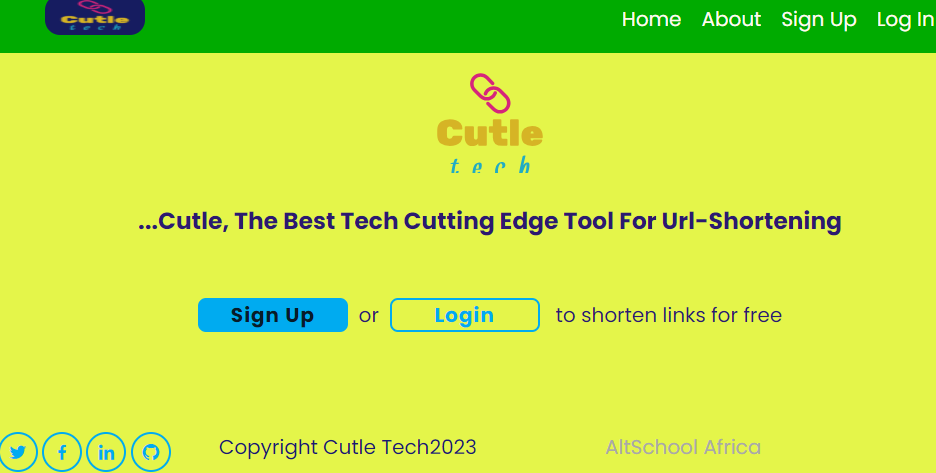 Cutle
tech
Home About Sign Up Log In
Cutle
tech
...Cutle, The Best Tech Cutting Edge Tool For Url-Shortening
Sign Up or Login to shorten links for free
Copyright Cutle Tech2023 AltSchool Africa